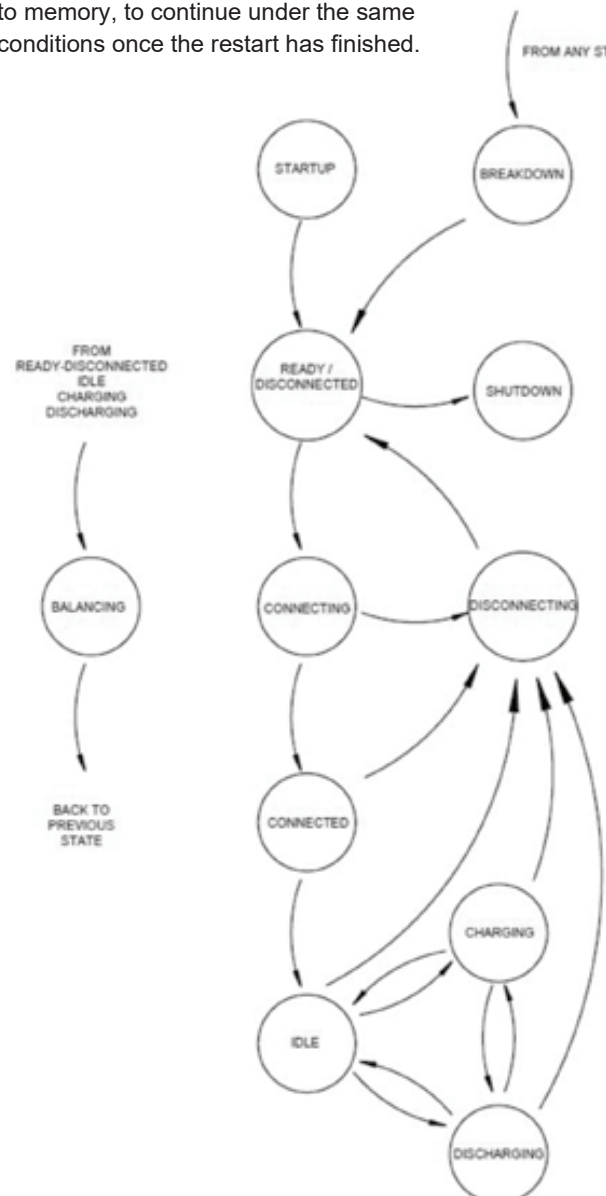 to memory, to continue under the same
conditions once the restart has finished.
FROM ANY ST
STARTUP
BREAKDOWN
FROM
READY-DISCONNECTED
IDLE
CHARGING
DISCHARGING
READY /
DISCONNECTED
SHUTDOWN
BALANCING
CONNECTING
DISCONNECTING
BACK TO
PREVIOUS
STATE
CONNECTED
CHARGING
IDLE
DISCHARGING